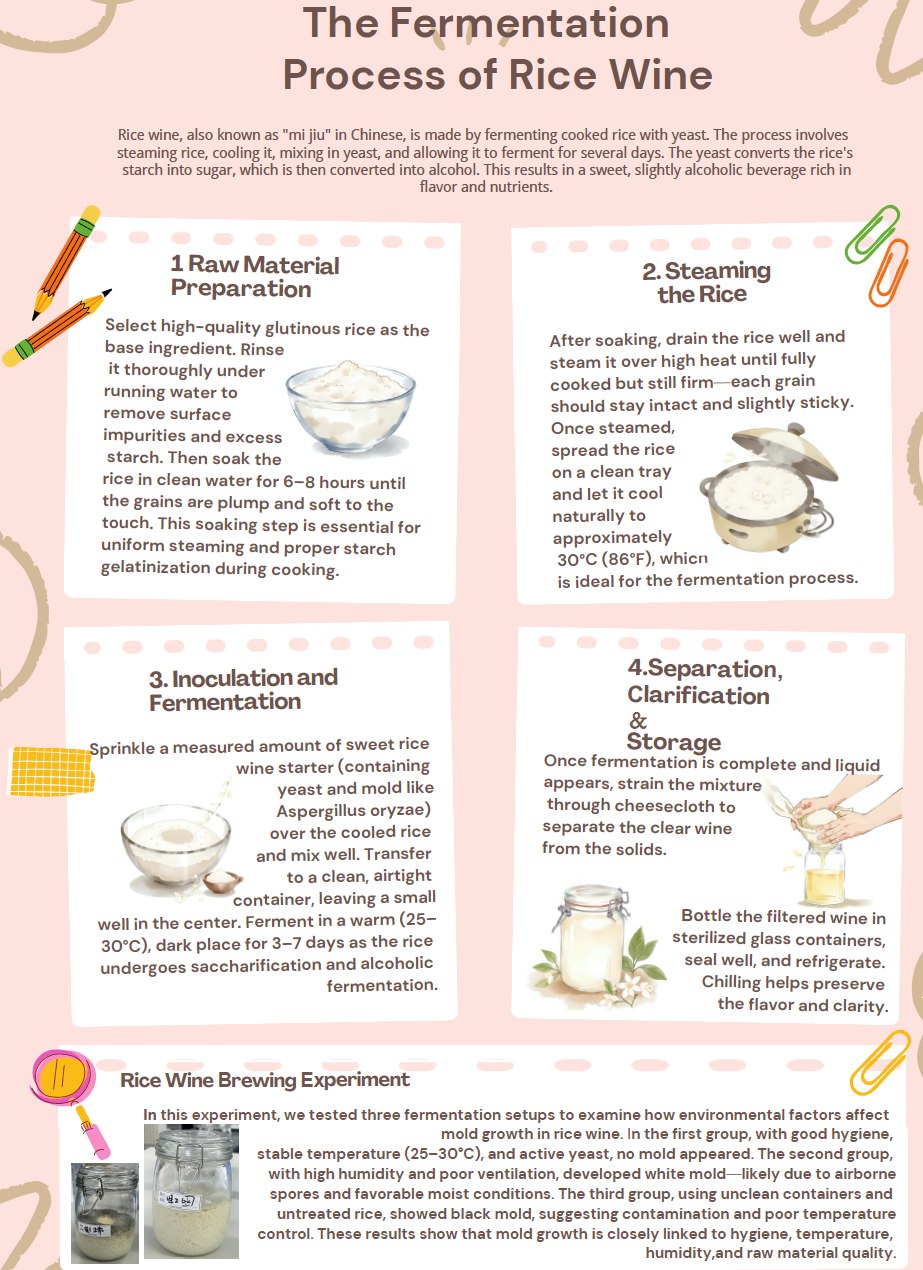 The Fermentation
Process of Rice Wine
Rice wine, also known as "mi jiu" in Chinese, is made by fermenting cooked rice with yeast. The process involves
steaming rice, cooling it, mixing in yeast, and allowing it to ferment for several days. The yeast converts the rice's
starch into sugar, which is then converted into alcohol. This results in a sweet, slightly alcoholic beverage rich in
flavor and nutrients.
1 Raw Material
Preparation
Select high-quality glutinous rice as the
base ingredient. Rinse
it thoroughly under
running water to
remove surface
impurities and excess
starch. Then soak the
rice in clean water for 6–8 hours until
the grains are plump and soft to the
touch. This soaking step is essential for
uniform steaming and proper starch
gelatinization during cooking.
2. Steaming
the Rice
After soaking, drain the rice well and
steam it over high heat until fully
cooked but still firm—each grain
should stay intact and slightly sticky.
Once steamed,
spread the rice
on a clean tray
and let it cool
naturally to
approximately
30°C (86°F), which
is ideal for the fermentation process.
3. Inoculation and
Fermentation
Sprinkle a measured amount of sweet rice
wine starter (containing
yeast and mold like
Aspergillus oryzae)
over the cooled rice
and mix well. Transfer
to a clean, airtight
container, leaving a small
well in the center. Ferment in a warm (25–
30°C), dark place for 3–7 days as the rice
undergoes saccharification and alcoholic
fermentation.
4.Separation,
Clarification
&
Storage
Once fermentation is complete and liquid
appears, strain the mixture
through cheesecloth to
separate the clear wine
from the solids.
Bottle the filtered wine in
sterilized glass containers,
seal well, and refrigerate.
Chilling helps preserve
the flavor and clarity.
Rice Wine Brewing Experiment
In this experiment, we tested three fermentation setups to examine how environmental factors affect
mold growth in rice wine. In the first group, with good hygiene,
stable temperature (25–30°C), and active yeast, no mold appeared. The second group,
with high humidity and poor ventilation, developed white mold—likely due to airborne
spores and favorable moist conditions. The third group, using unclean containers and
untreated rice, showed black mold, suggesting contamination and poor temperature
control. These results show that mold growth is closely linked to hygiene, temperature,
humidity,and raw material quality.